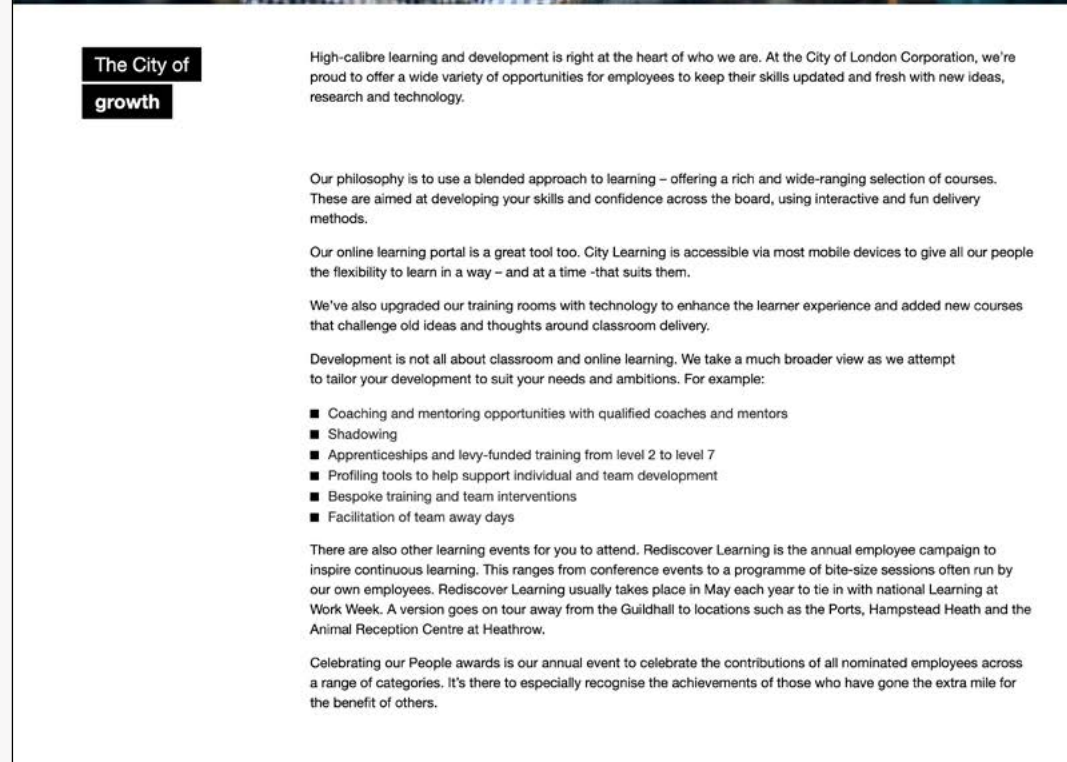 The City of
growth
High-calibre learning and development is right at the heart of who we are. At the City of London Corporation, we're
proud to offer a wide variety of opportunities for employees to keep their skills updated and fresh with new ideas,
research and technology.
Our philosophy is to use a blended approach to learning – offering a rich and wide-ranging selection of courses.
These are aimed at developing your skills and confidence across the board, using interactive and fun delivery
methods.
Our online learning portal is a great tool too. City Learning is accessible via most mobile devices to give all our people
the flexibility to learn in a way – and at a time -that suits them.
We've also upgraded our training rooms with technology to enhance the learner experience and added new courses
that challenge old ideas and thoughts around classroom delivery.
Development is not all about classroom and online learning. We take a much broader view as we attempt
to tailor your development to suit your needs and ambitions. For example:
■ Coaching and mentoring opportunities with qualified coaches and mentors
■ Shadowing
■ Apprenticeships and levy-funded training from level 2 to level 7
■ Profiling tools to help support individual and team development
■ Bespoke training and team interventions
■ Facilitation of team away days
There are also other learning events for you to attend. Rediscover Learning is the annual employee campaign to
inspire continuous learning. This ranges from conference events to a programme of bite-size sessions often run by
our own employees. Rediscover Learning usually takes place in May each year to tie in with national Learning at
Work Week. A version goes on tour away from the Guildhall to locations such as the Ports, Hampstead Heath and the
Animal Reception Centre at Heathrow.
Celebrating our People awards is our annual event to celebrate the contributions of all nominated employees across
a range of categories. It's there to especially recognise the achievements of those who have gone the extra mile for
the benefit of others.